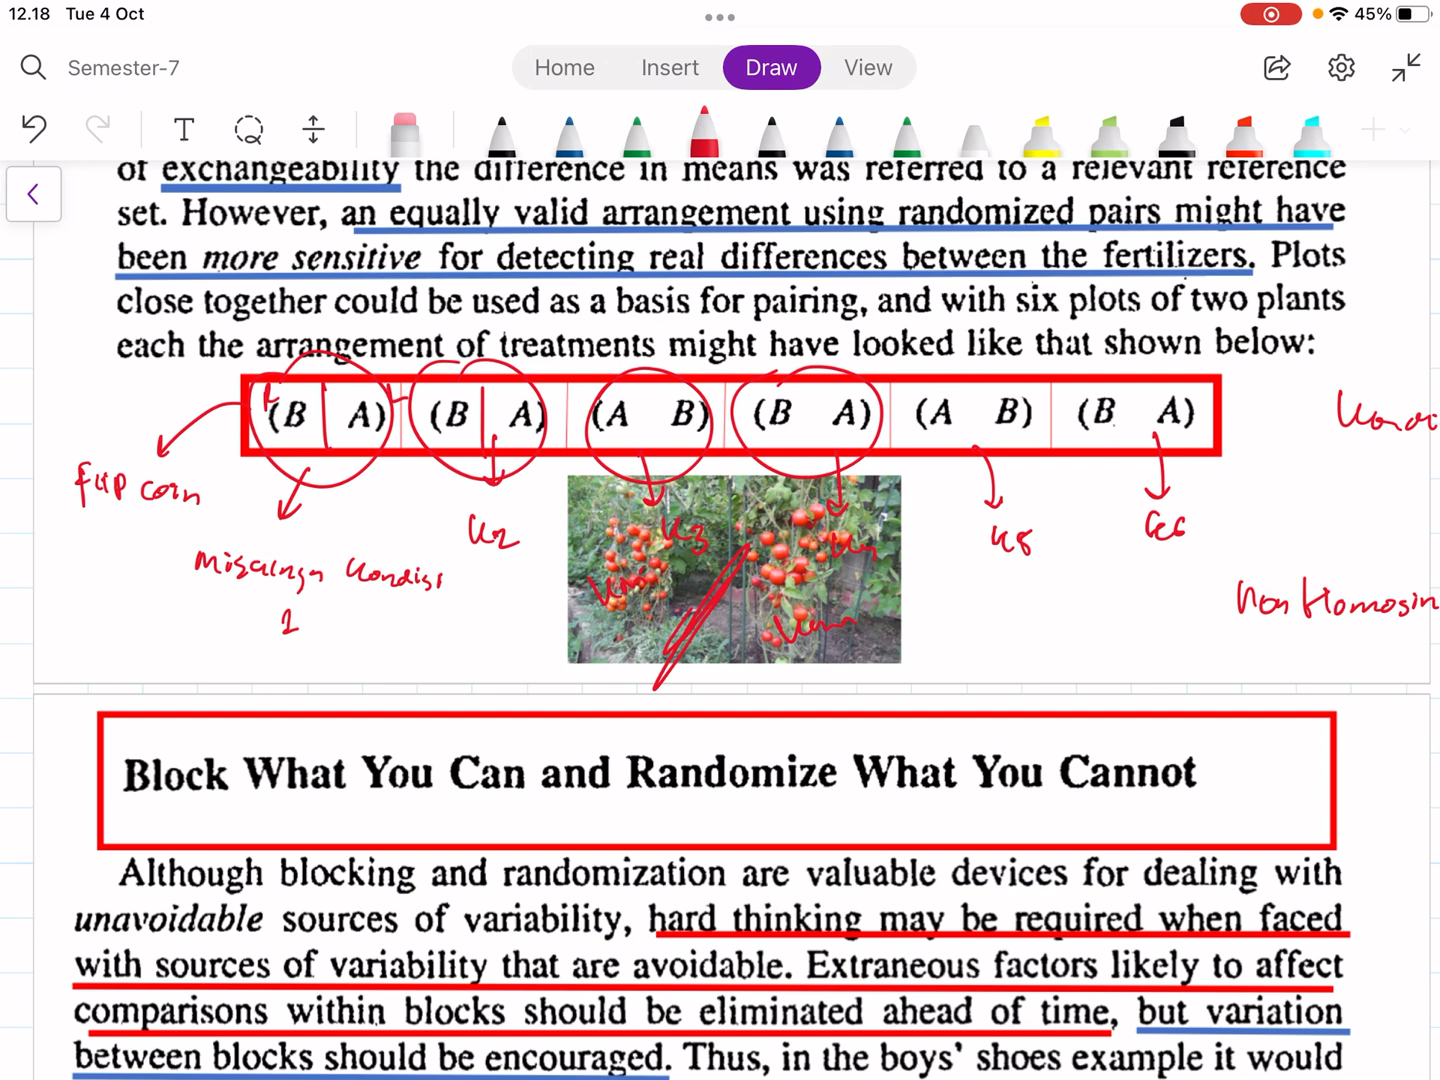 12.18 Tue 4 Oct
45%
Semester-7
Home Insert Draw View
T
of exchangeability the difference in means was referred to a relevant reference
set. However, an equally valid arrangement using randomized pairs might have
been more sensitive for detecting real differences between the fertilizers. Plots
close together could be used as a basis for pairing, and with six plots of two plants
each the arrangement of treatments might have looked like that shown below:
(B A) (B A) (A B) (B A) (A B) (B A)
flip coin
K2
K3
Misalnya Kondisi
1
Non Homogin
Block What You Can and Randomize What You Cannot
Although blocking and randomization are valuable devices for dealing with
unavoidable sources of variability, hard thinking may be required when faced
with sources of variability that are avoidable. Extraneous factors likely to affect
comparisons within blocks should be eliminated ahead of time, but variation
between blocks should be encouraged. Thus, in the boys' shoes example it would